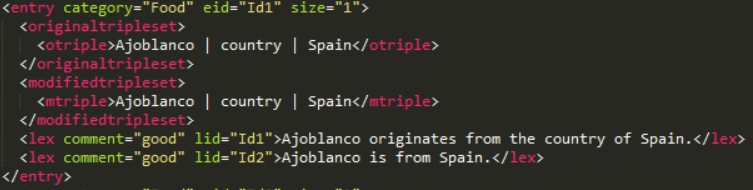 <entry category="Food" eid="Id1" size="1">
<originaltripleset>
<otriple>Ajoblanco | country | Spain</otriple>
</originaltripleset>
<modifiedtripleset>
<mtriple>Ajoblanco | country | Spain</mtriple>
</modifiedtripleset>
<lex comment="good" lid="Id1">Ajoblanco originates from the country of Spain.</lex>
<lex comment="good" lid="Id2">Ajoblanco is from Spain.</lex>
</entry>